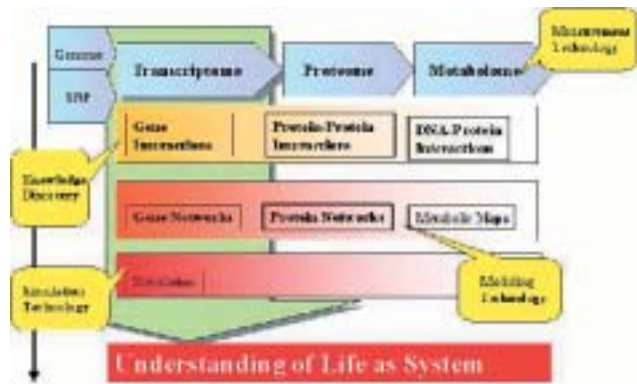 Measurement
Technology
Genome
SNP
Transcriptome
Proteome
Metabolome
Gene
Interactions
Protein-Protein
Interactions
DNA-Protein
Interactions
Knowledge
Discovery
Gene Networks
Protein Networks
Metabolic Maps
Simulation
Technology
Simulation
Modeling
Technology
Understanding of Life as System